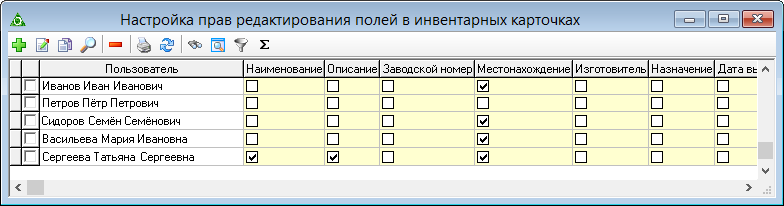 Настройка прав редактирования полей в инвентарных карточках
Пользователь Наименование Описание Заводской номер Местонахождение Изготовитель Назначение Дата вы
Иванов Иван Иванович
Петров Пётр Петрович
Сидоров Семён Семёнович
Васильева Мария Ивановна
Сергеева Татьяна Сергеевна